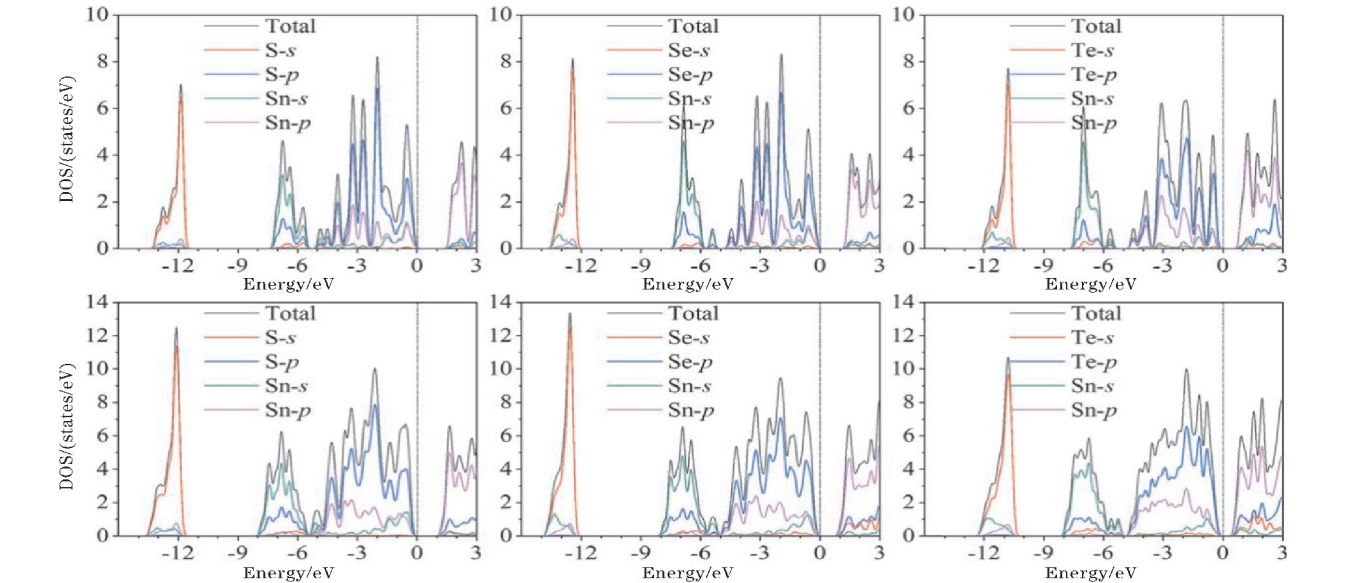 10
8
6
4
2
0
DOS/(states/eV)
Total
S-s
S-p
Sn-s
Sn-p
-12 -9 -6 -3 0 3
Energy/eV
10
8
6
4
2
0
Total
Se-s
Se-p
Sn-s
Sn-p
-12 -9 -6 -3 0 3
Energy/eV
10
8
6
4
2
0
Total
Te-s
Te-p
Sn-s
Sn-p
-12 -9 -6 -3 0 3
Energy/eV
14
12
10
8
6
4
2
0
DOS/(states/eV)
Total
S-s
S-p
Sn-s
Sn-p
-12 -9 -6 -3 0 3
Energy/eV
14
12
10
8
6
4
2
0
Total
Se-s
Se-p
Sn-s
Sn-p
-12 -9 -6 -3 0 3
Energy/eV
14
12
10
8
6
4
2
0
Total
Te-s
Te-p
Sn-s
Sn-p
-12 -9 -6 -3 0 3
Energy/eV